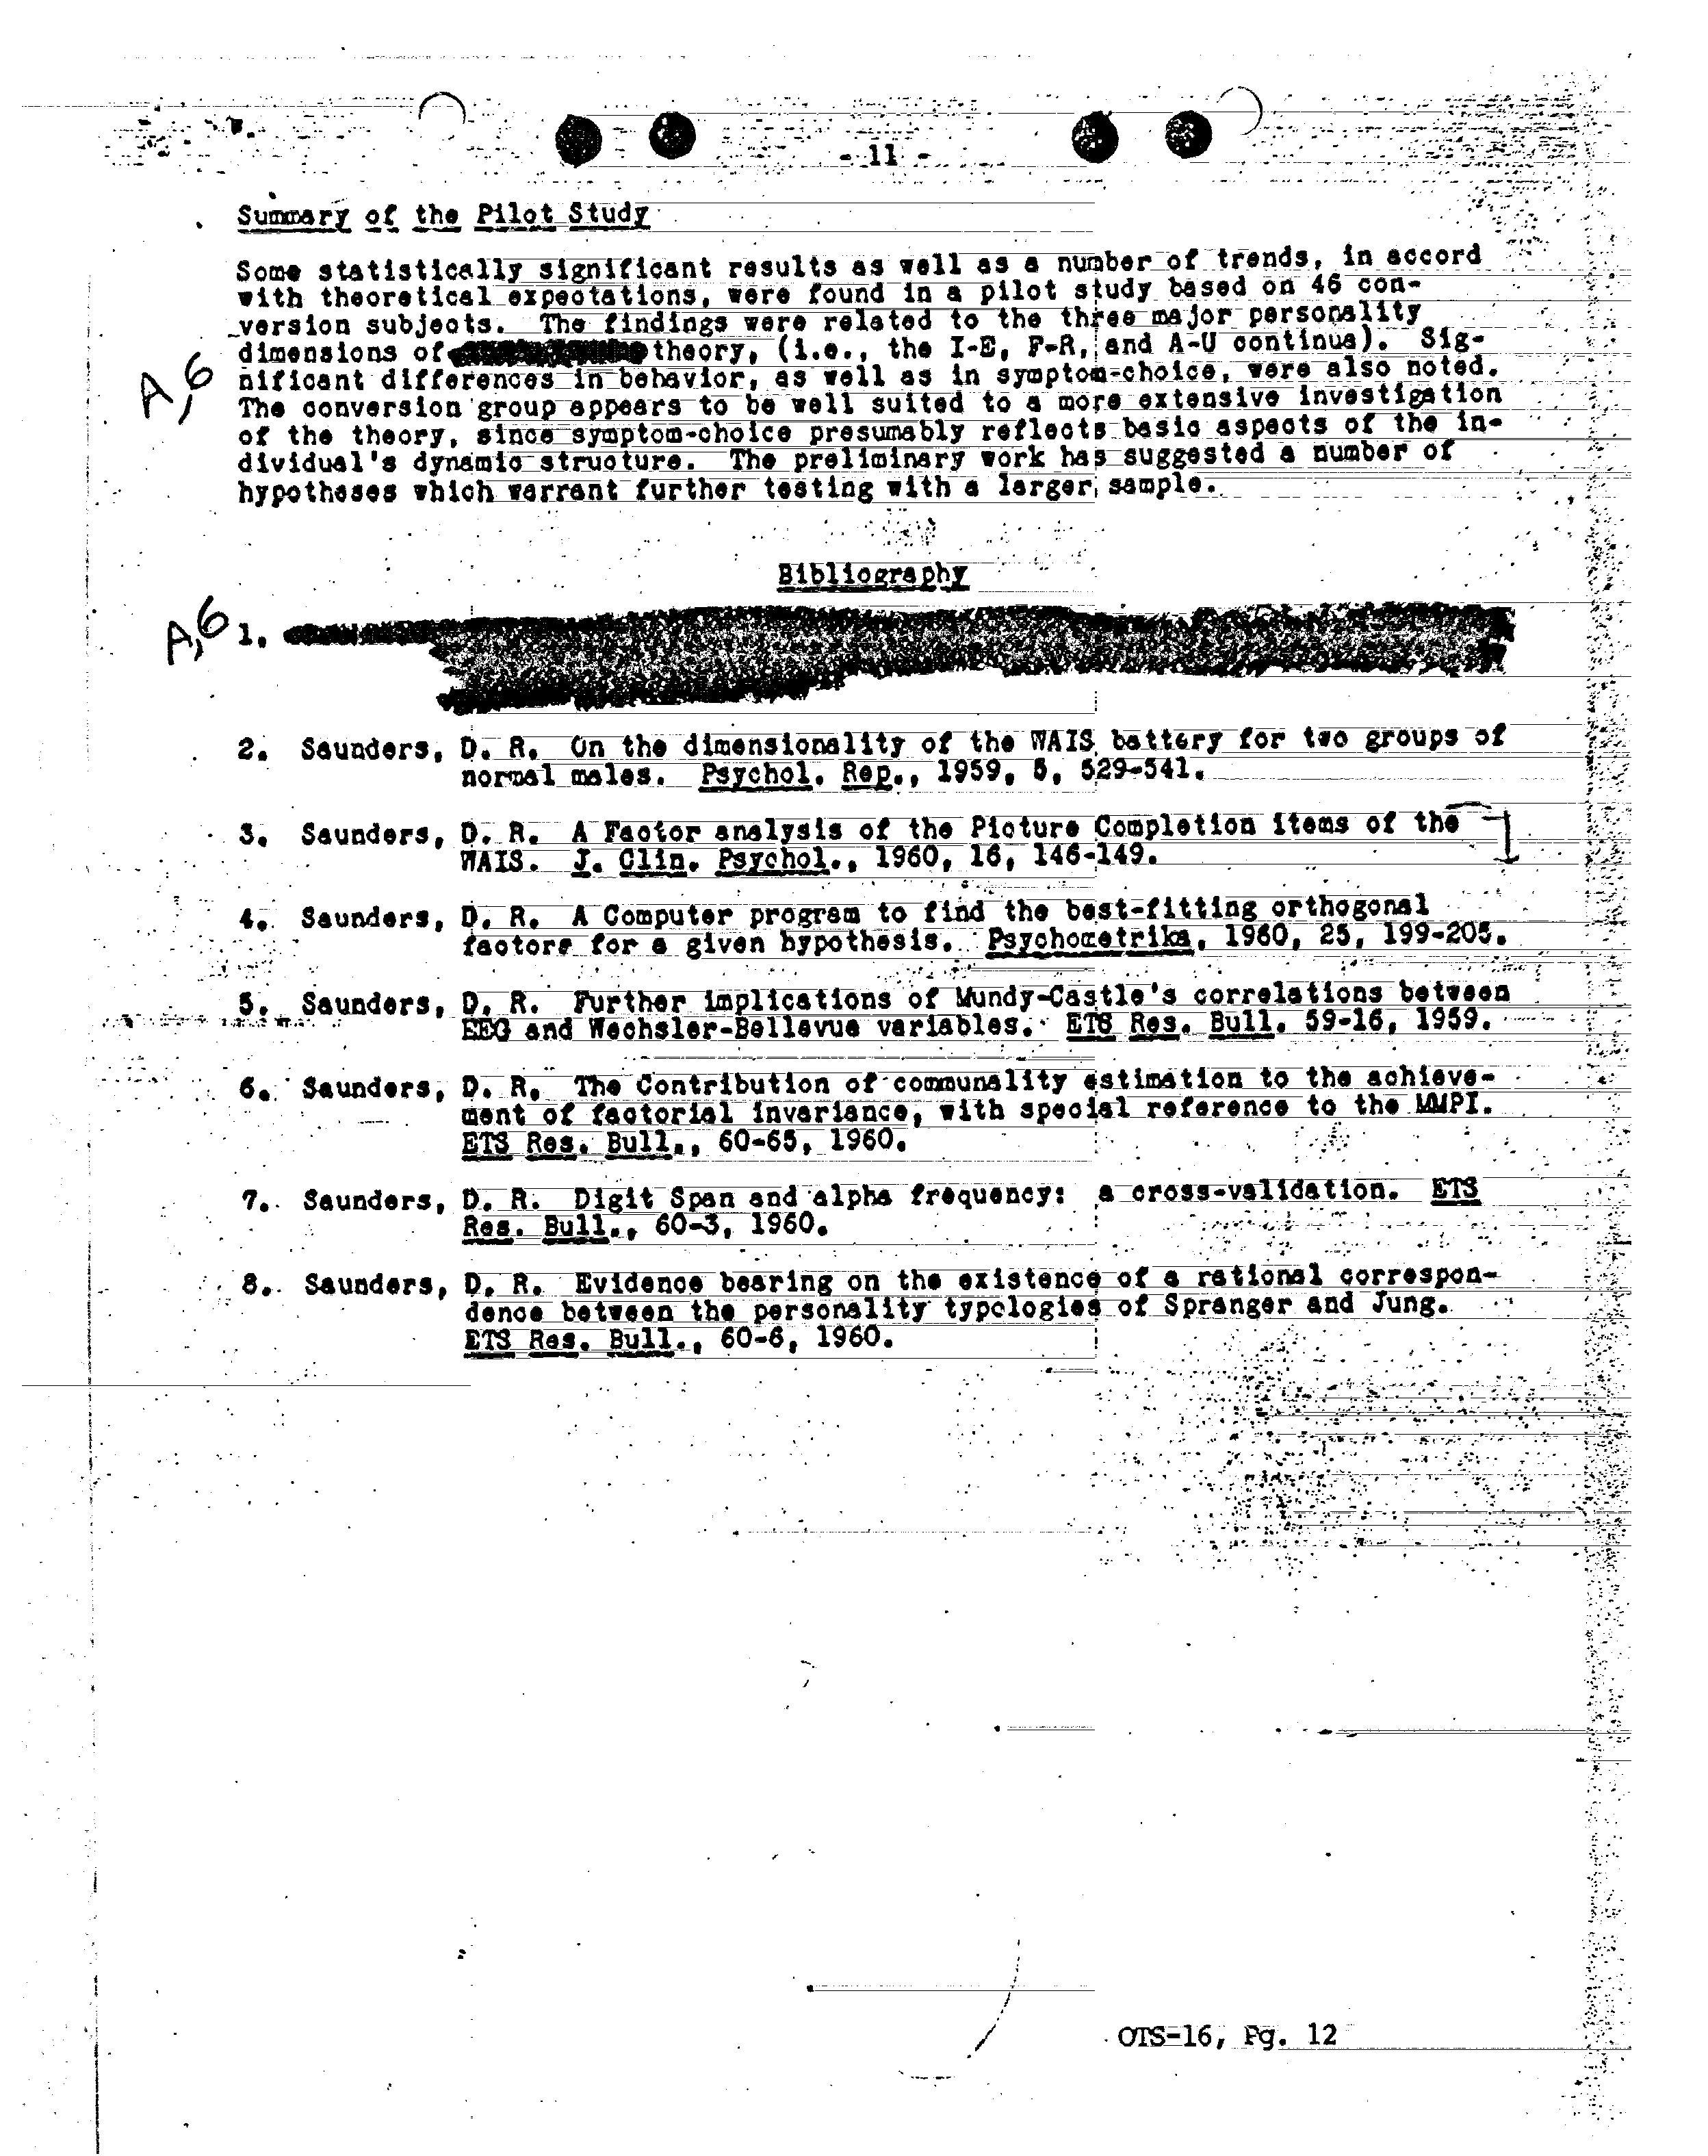 - 11 -
Summary of the Pilot Study
Some statistically significant results as well as a number of trends, in accord
with theoretical expectations, were found in a pilot study based on 46 con-
version subjects. The findings were related to the three major personality
dimensions of theory, (i.e., the I-E, F-R, and A-U continua). Sig-
A,6
nificant differences in behavior, as well as in symptom-choice, were also noted.
The conversion group appears to be well suited to a more extensive investigation
of the theory, since symptom-choice presumably reflects basic aspects of the in-
dividual's dynamic structure. The preliminary work has suggested a number of
hypotheses which warrant further testing with a larger sample.
Bibliography
A,6 1.
2. Saunders, D. R. On the dimensionality of the WAIS battery for two groups of
normal males. Psychol. Rep., 1959, 5, 529-541.
3. Saunders, D. R. A Factor analysis of the Picture Completion items of the
WAIS. J. Clin. Psychol., 1960, 16, 146-149.
4. Saunders, D. R. A Computer program to find the best-fitting orthogonal
factors for a given hypothesis. Psychometrika, 1960, 25, 199-205.
5. Saunders, D. R. Further implications of Mundy-Castle's correlations between
EEG and Wechsler-Bellevue variables. ETS Res. Bull. 59-16, 1959.
6. Saunders, D. R. The Contribution of communality estimation to the achieve-
ment of factorial invariance, with special reference to the MMPI.
ETS Res. Bull., 60-65, 1960.
7. Saunders, D. R. Digit Span and alpha frequency: a cross-validation. ETS
Res. Bull., 60-3, 1960.
8. Saunders, D. R. Evidence bearing on the existence of a rational correspon-
dence between the personality typologies of Spranger and Jung.
ETS Res. Bull., 60-6, 1960.
OTS-16, Pg. 12